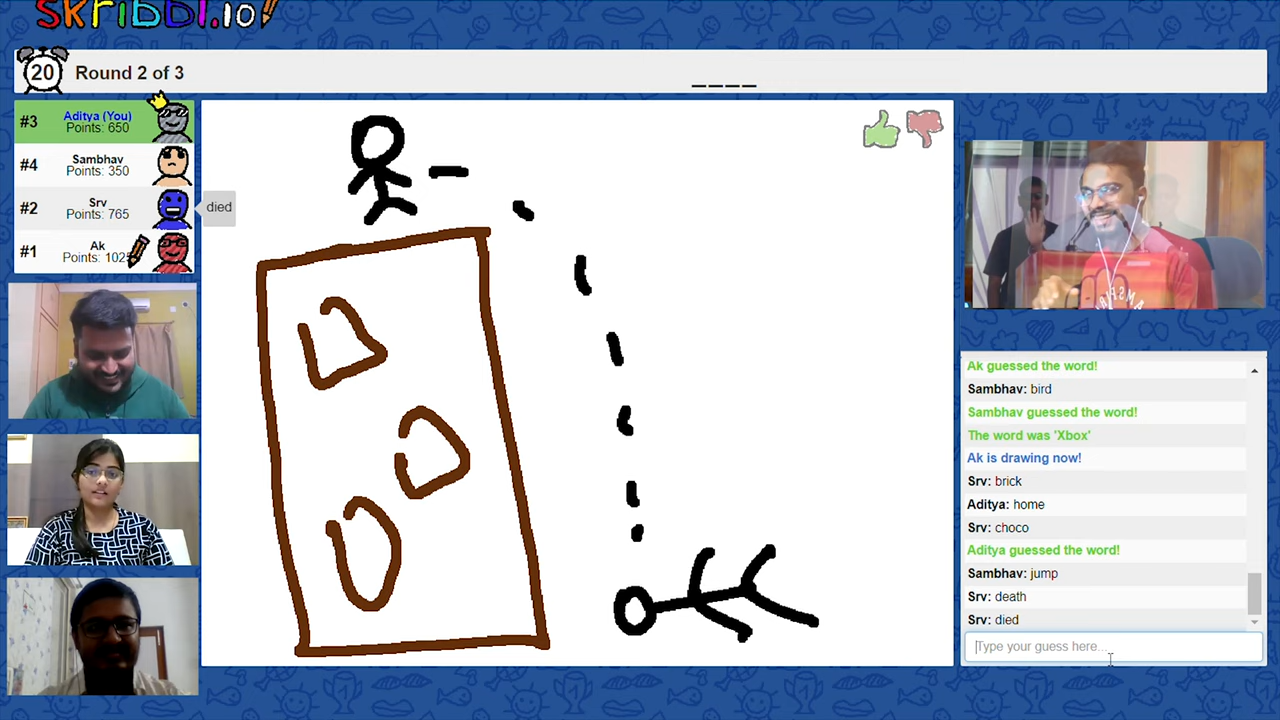 skribbl.io
20
Round 2 of 3
____
#3
Aditya (You)
Points: 650
#4
Sambhav
Points: 350
#2
Srv
Points: 765
died
#1
Ak
Points: 1025
Ak guessed the word!
Sambhav: bird
Sambhav guessed the word!
The word was 'Xbox'
Ak is drawing now!
Srv: brick
Aditya: home
Srv: choco
Aditya guessed the word!
Sambhav: jump
Srv: death
Srv: died
Type your guess here...